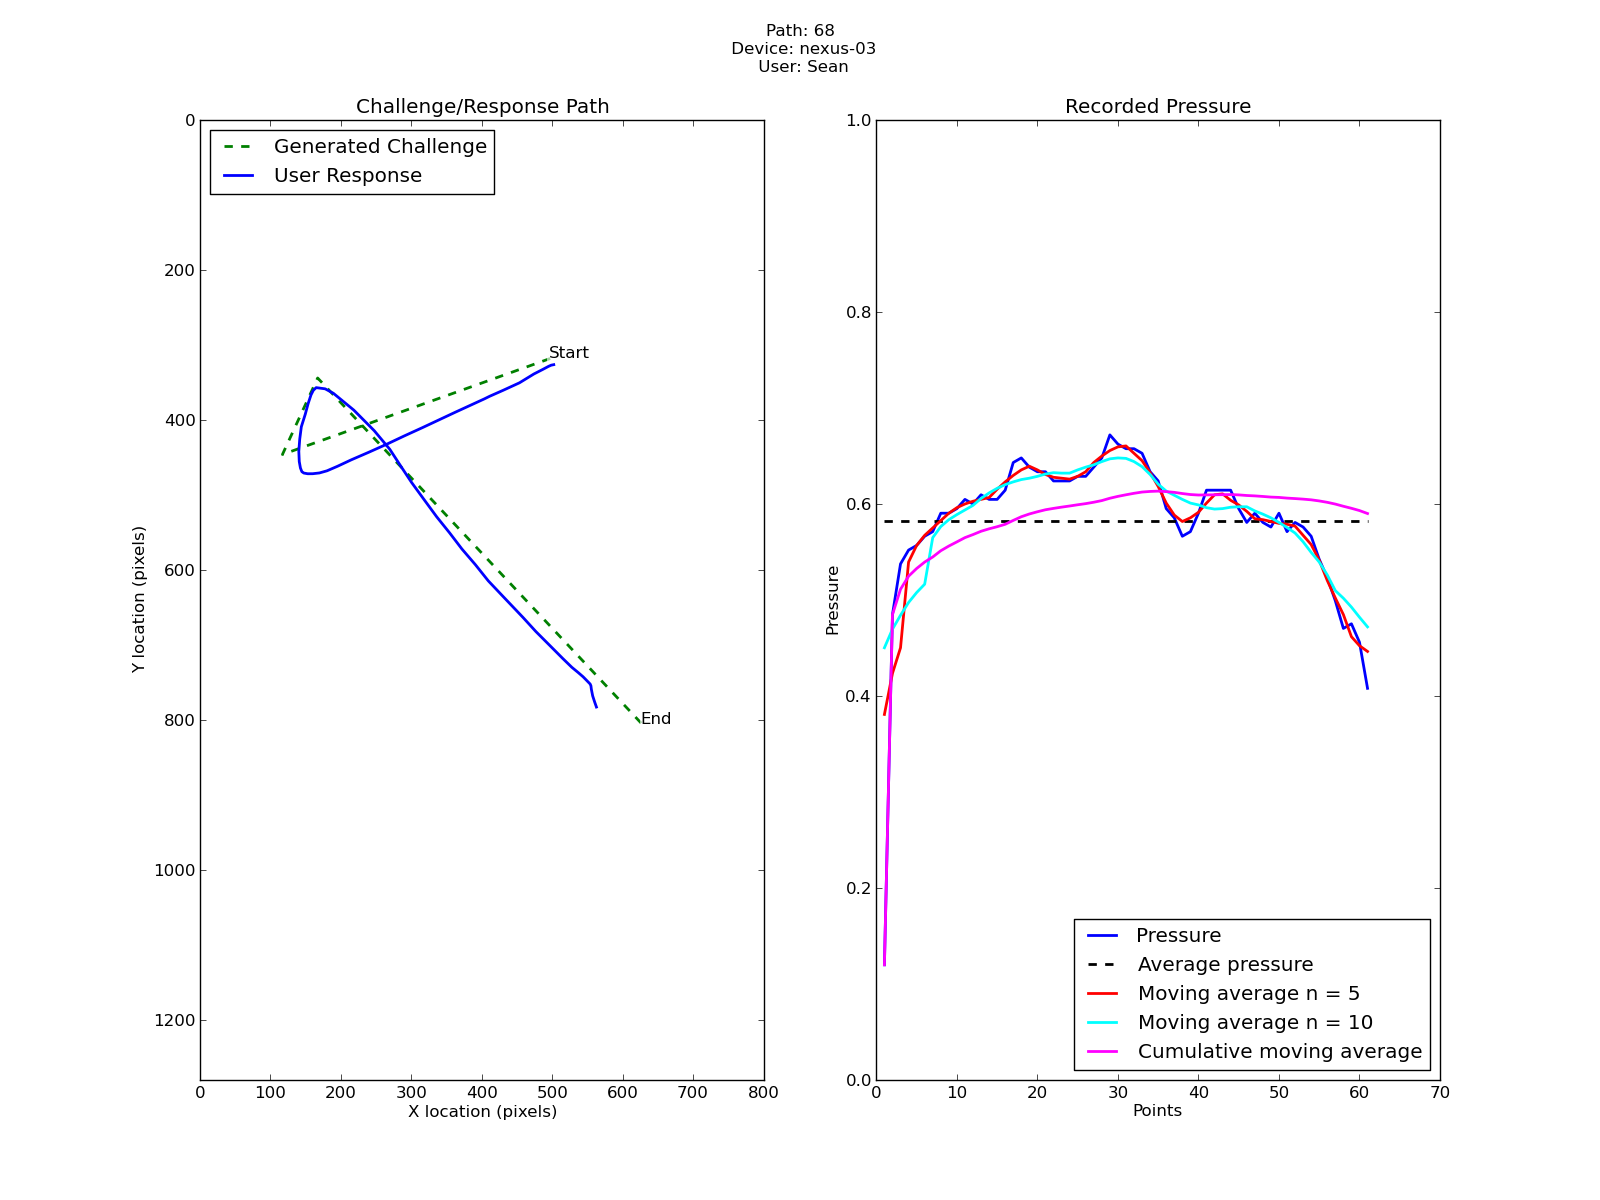 Path: 68
Device: nexus-03
User: Sean
Challenge/Response Path
Generated Challenge
User Response
Start
End
0
200
400
600
800
1000
1200
Y location (pixels)
0 100 200 300 400 500 600 700 800
X location (pixels)
Recorded Pressure
1.0
0.8
0.6
0.4
0.2
0.0
Pressure
Pressure
Average pressure
Moving average n = 5
Moving average n = 10
Cumulative moving average
0 10 20 30 40 50 60 70
Points